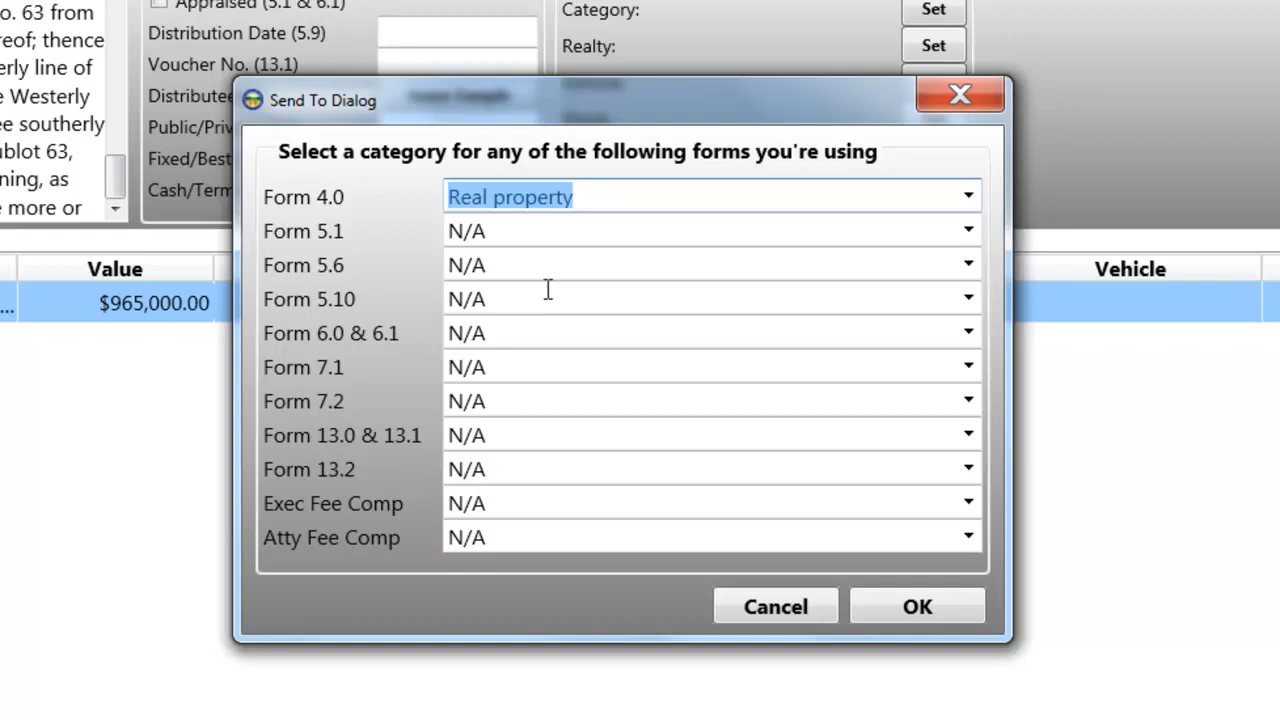 o. 63 from
reof; thence
erly line of
e Westerly
ee southerly
ublot 63,
ning, as
e more or
Appraised (5.1 & 6.1)
Distribution Date (5.9)
Voucher No. (13.1)
Distributee
Public/Priv
Fixed/Best
Cash/Term
Category:
Set
Realty:
Set
Send To Dialog
Select a category for any of the following forms you're using
Form 4.0 Real property
Form 5.1 N/A
Form 5.6 N/A
Form 5.10 N/A
Form 6.0 & 6.1 N/A
Form 7.1 N/A
Form 7.2 N/A
Form 13.0 & 13.1 N/A
Form 13.2 N/A
Exec Fee Comp N/A
Atty Fee Comp N/A
Cancel OK
Value Vehicle
... $965,000.00